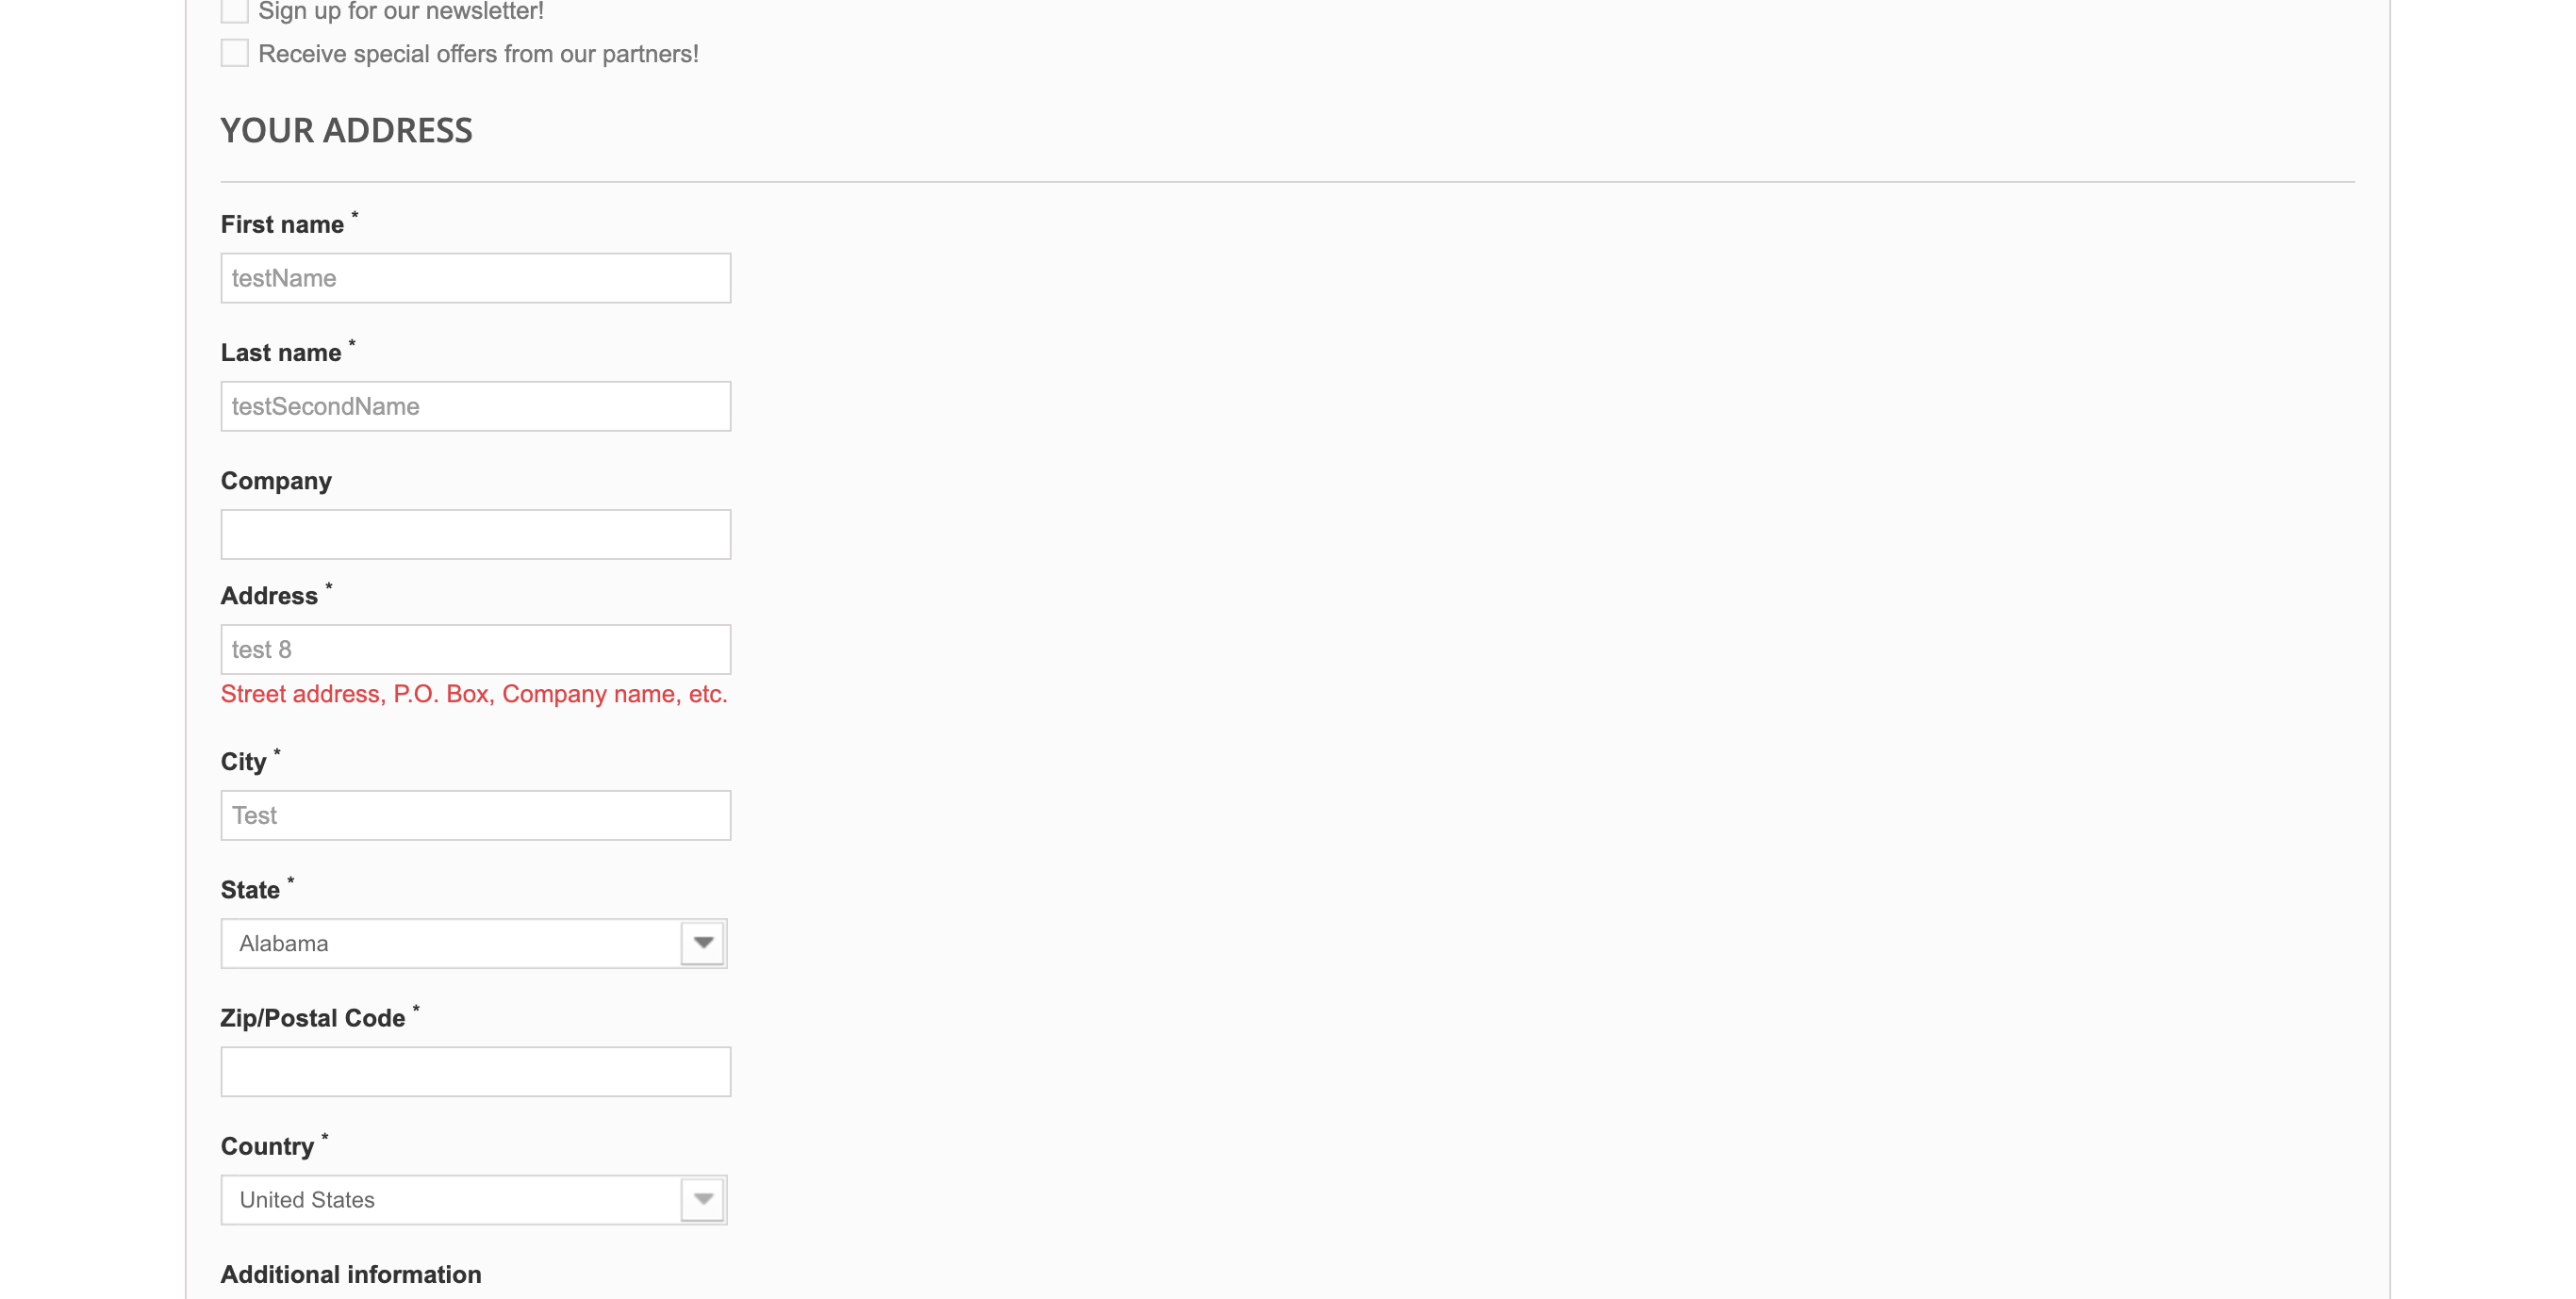 Sign up for our newsletter!
Receive special offers from our partners!
YOUR ADDRESS
First name *
testName
Last name *
testSecondName
Company
Address *
test 8
Street address, P.O. Box, Company name, etc.
City *
Test
State *
Alabama
Zip/Postal Code *
Country *
United States
Additional information